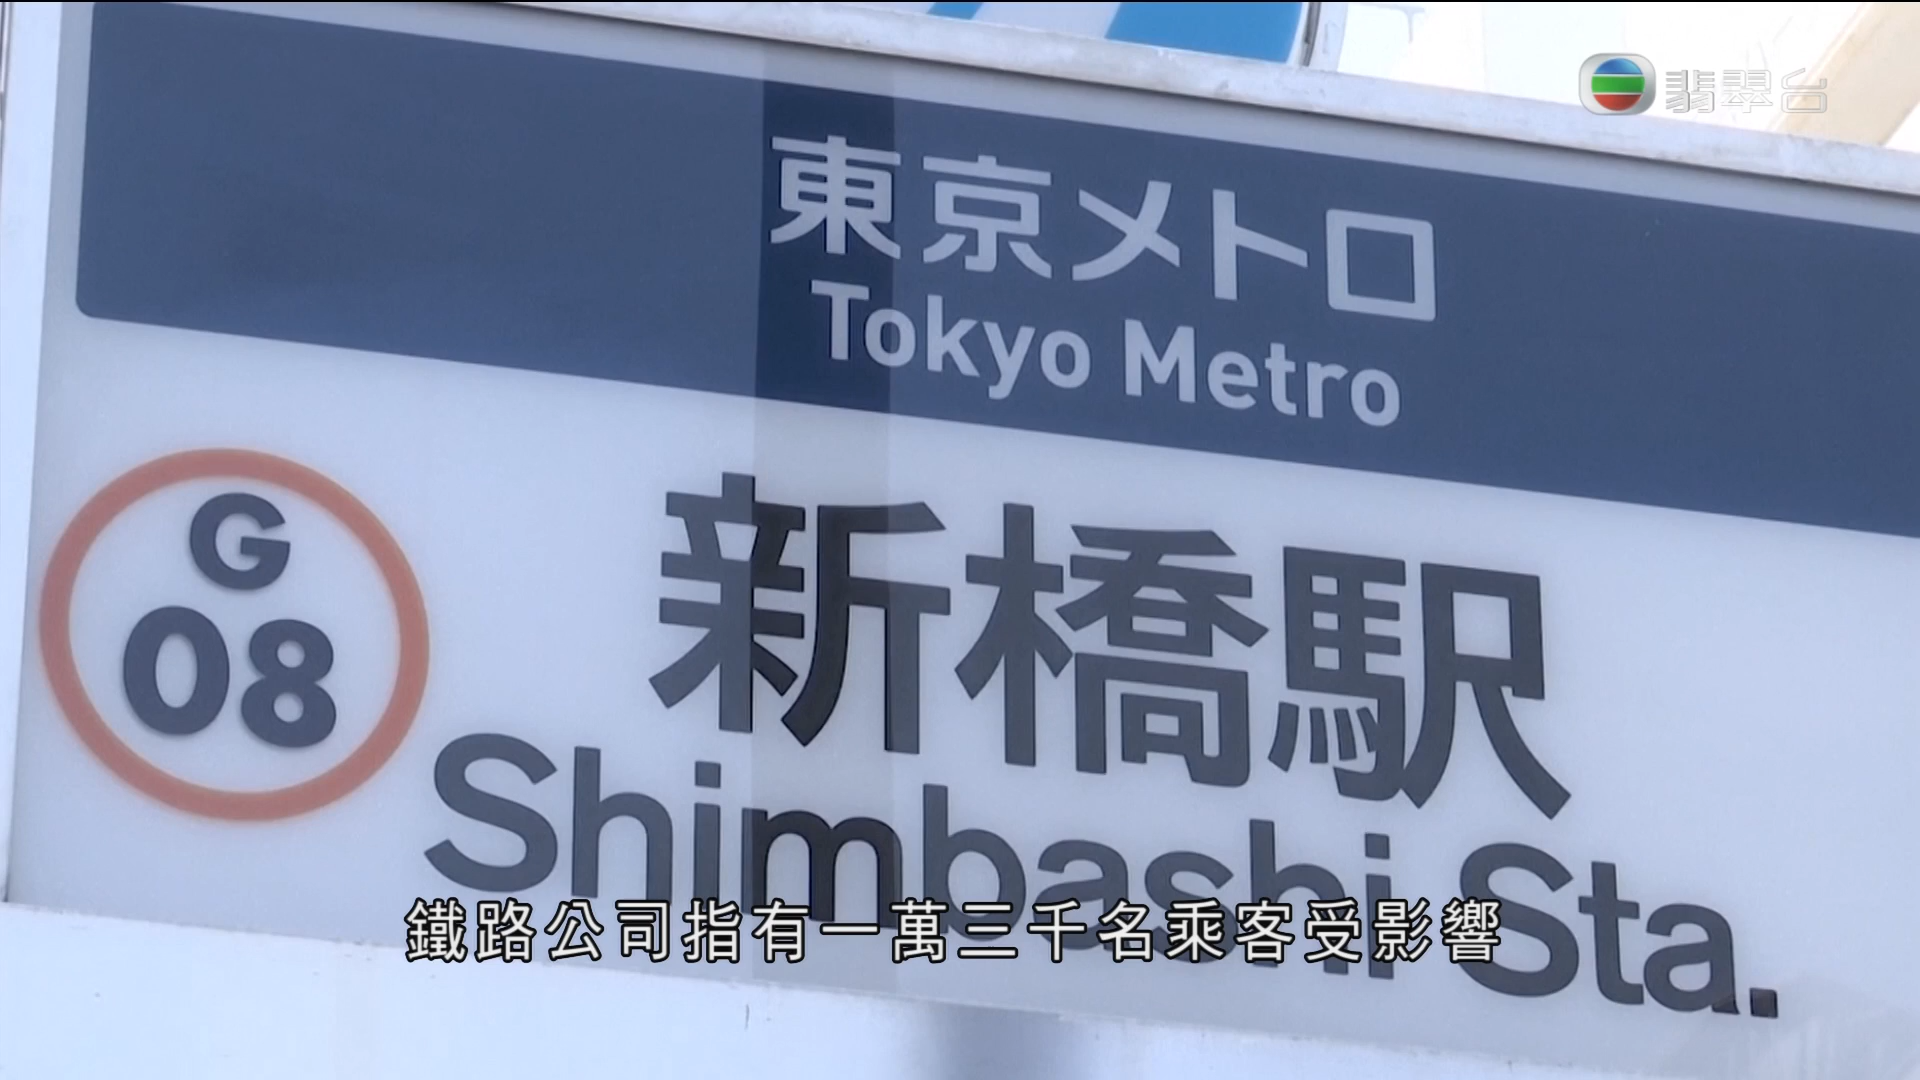 翡翠台
東京メトロ
Tokyo Metro
G
08
新橋駅
Shimbashi Sta.
鐵路公司指有一萬三千名乘客受影響